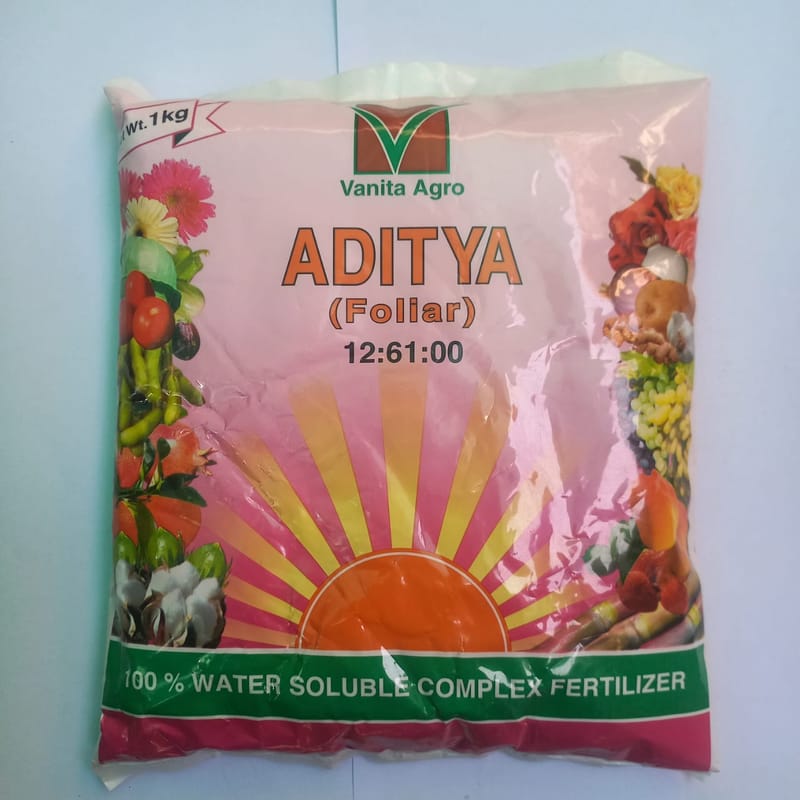 Wt. 1kg
Vanita Agro
ADITYA
(Foliar)
12:61:00
100 % WATER SOLUBLE COMPLEX FERTILIZER